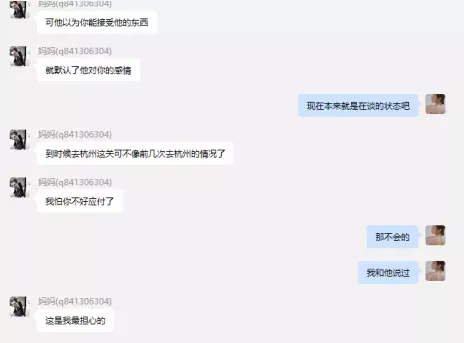 妈妈(q841306304)
可他以为你能接受他的东西
妈妈(q841306304)
就默认了他对你的感情
现在本来就是在谈的状态吧
妈妈(q841306304)
到时候去杭州这关可不像前几次去杭州的情况了
妈妈(q841306304)
我怕你不好应付了
那不会的
我和他说过
妈妈(q841306304)
这是我最担心的